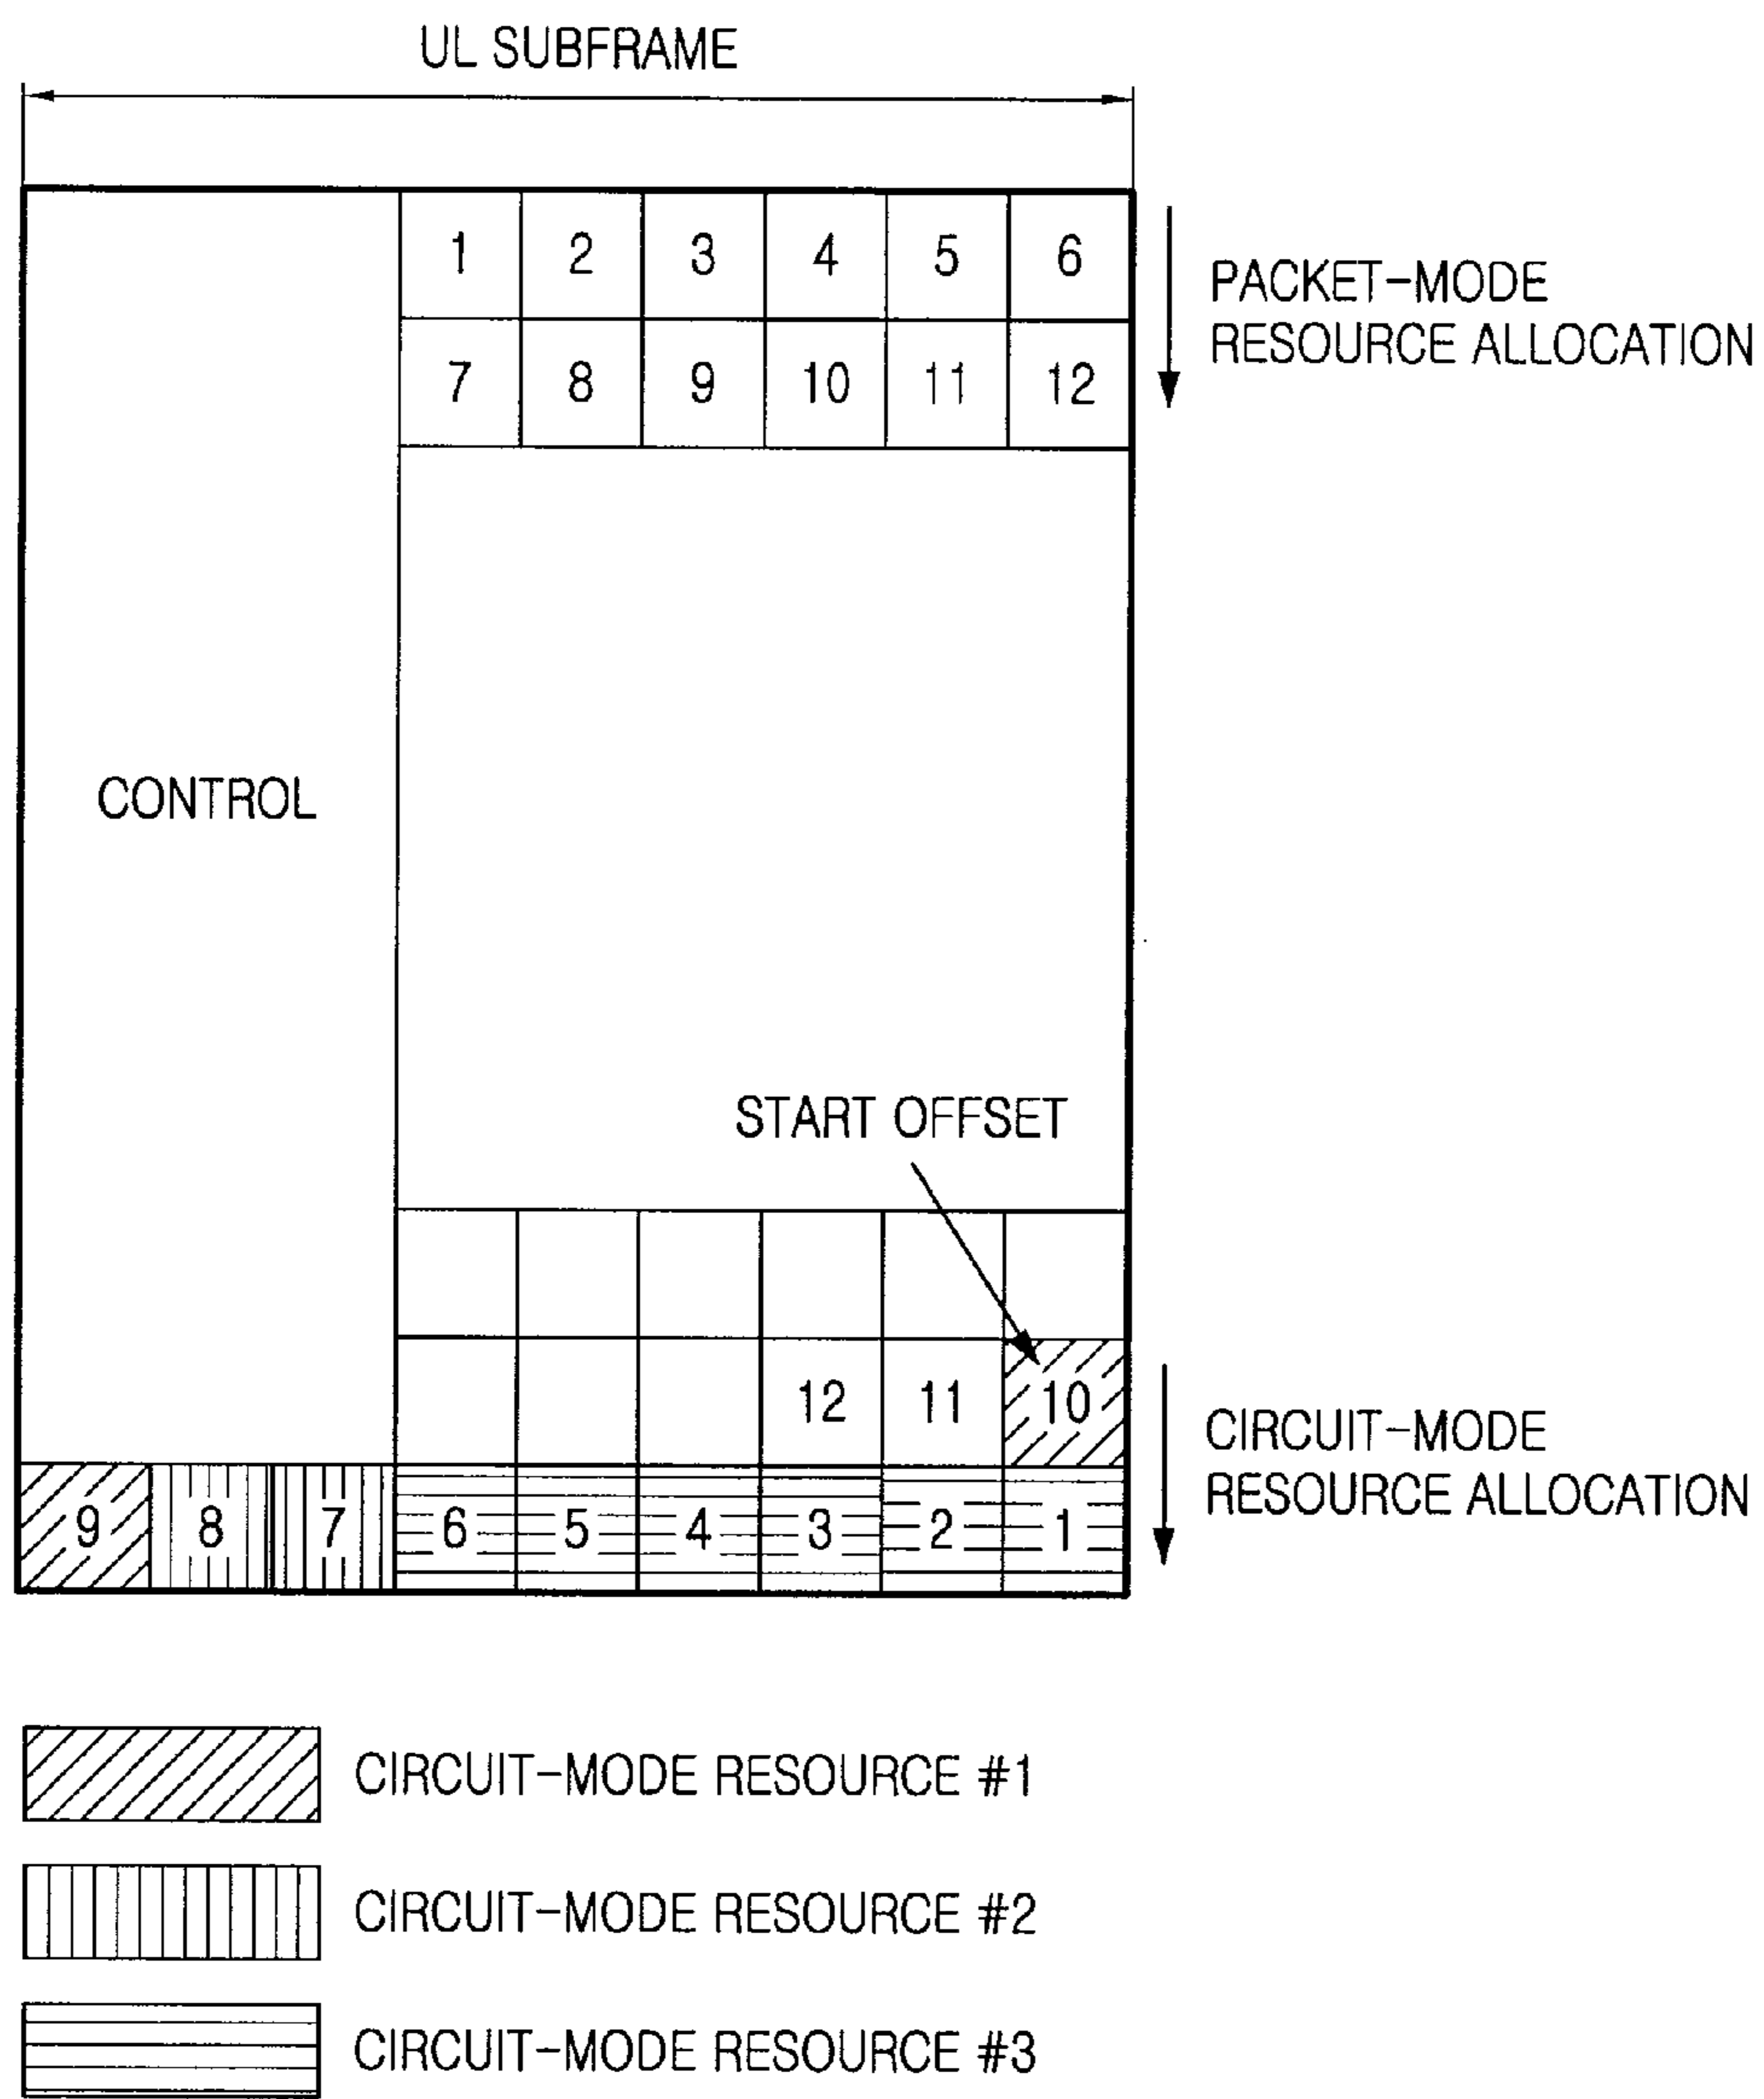 UL SUBFRAME
1 2 3 4 5 6
7 8 9 10 11 12
PACKET-MODE
RESOURCE ALLOCATION
CONTROL
START OFFSET
12 11 10
9 8 7 6 5 4 3 2 1
CIRCUIT-MODE
RESOURCE ALLOCATION
CIRCUIT-MODE RESOURCE #1
CIRCUIT-MODE RESOURCE #2
CIRCUIT-MODE RESOURCE #3